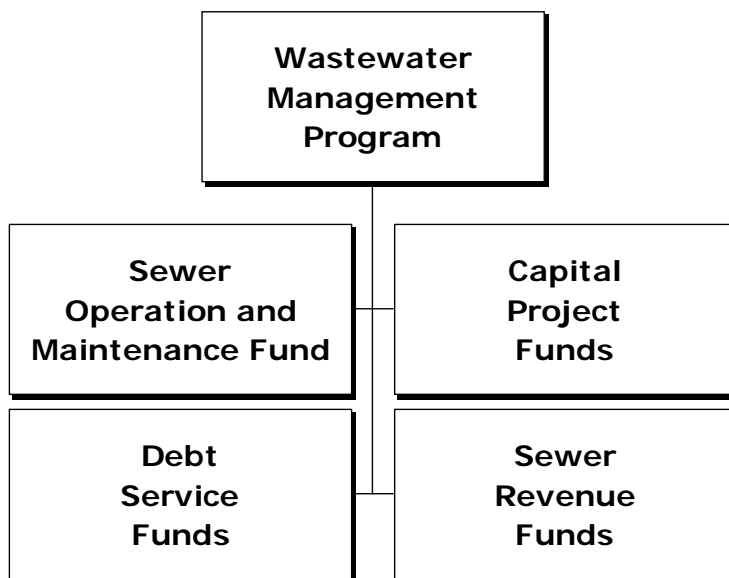 Wastewater
Management
Program
Sewer
Operation and
Maintenance Fund
Capital
Project
Funds
Debt
Service
Funds
Sewer
Revenue
Funds